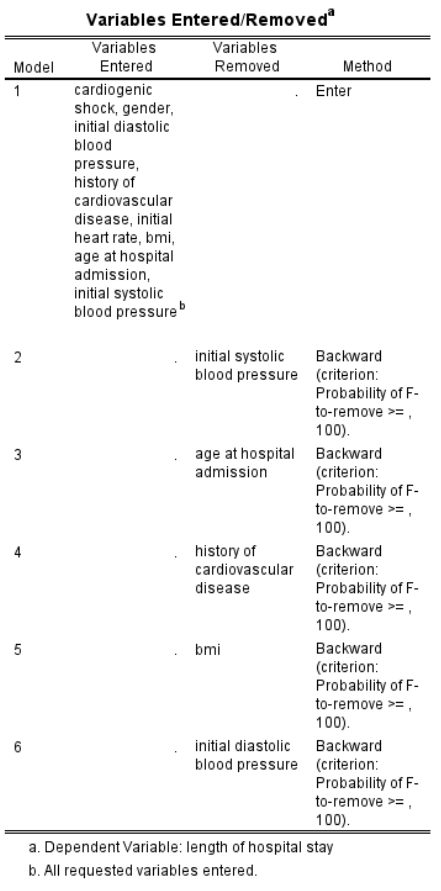 Variables Entered/Removedᵃ
Variables Variables
Model Entered Removed Method
1 cardiogenic . Enter
shock, gender,
initial diastolic
blood
pressure,
history of
cardiovascular
disease, initial
heart rate, bmi,
age at hospital
admission,
initial systolic
blood pressureᵇ
2 . initial systolic Backward
blood pressure (criterion:
Probability of F-
to-remove >= ,
100).
3 . age at hospital Backward
admission (criterion:
Probability of F-
to-remove >= ,
100).
4 . history of Backward
cardiovascular (criterion:
disease Probability of F-
to-remove >= ,
100).
5 . bmi Backward
(criterion:
Probability of F-
to-remove >= ,
100).
6 . initial diastolic Backward
blood pressure (criterion:
Probability of F-
to-remove >= ,
100).
a. Dependent Variable: length of hospital stay
b. All requested variables entered.